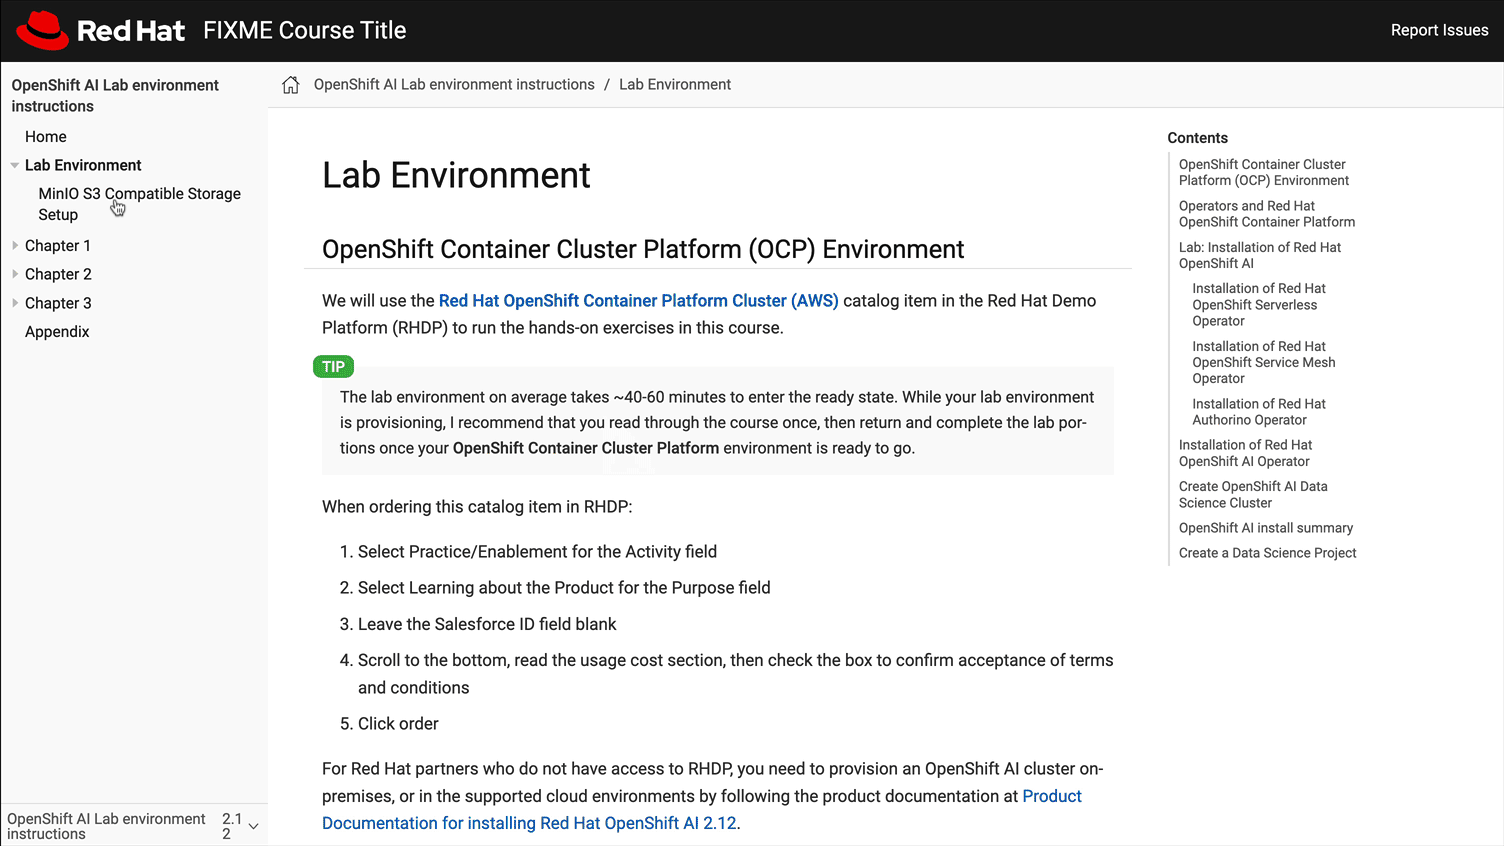 Red Hat FIXME Course Title
Report Issues
OpenShift AI Lab environment
instructions
Home
Lab Environment
MinIO S3 Compatible Storage
Setup
Chapter 1
Chapter 2
Chapter 3
Appendix
OpenShift AI Lab environment
instructions
2.1
2
OpenShift AI Lab environment instructions / Lab Environment
Lab Environment
OpenShift Container Cluster Platform (OCP) Environment
We will use the Red Hat OpenShift Container Platform Cluster (AWS) catalog item in the Red Hat Demo
Platform (RHDP) to run the hands-on exercises in this course.
TIP
The lab environment on average takes ~40-60 minutes to enter the ready state. While your lab environment
is provisioning, I recommend that you read through the course once, then return and complete the lab por-
tions once your OpenShift Container Cluster Platform environment is ready to go.
When ordering this catalog item in RHDP:
1. Select Practice/Enablement for the Activity field
2. Select Learning about the Product for the Purpose field
3. Leave the Salesforce ID field blank
4. Scroll to the bottom, read the usage cost section, then check the box to confirm acceptance of terms
and conditions
5. Click order
For Red Hat partners who do not have access to RHDP, you need to provision an OpenShift AI cluster on-
premises, or in the supported cloud environments by following the product documentation at Product
Documentation for installing Red Hat OpenShift AI 2.12.
Contents
OpenShift Container Cluster
Platform (OCP) Environment
Operators and Red Hat
OpenShift Container Platform
Lab: Installation of Red Hat
OpenShift AI
Installation of Red Hat
OpenShift Serverless
Operator
Installation of Red Hat
OpenShift Service Mesh
Operator
Installation of Red Hat
Authorino Operator
Installation of Red Hat
OpenShift AI Operator
Create OpenShift AI Data
Science Cluster
OpenShift AI install summary
Create a Data Science Project